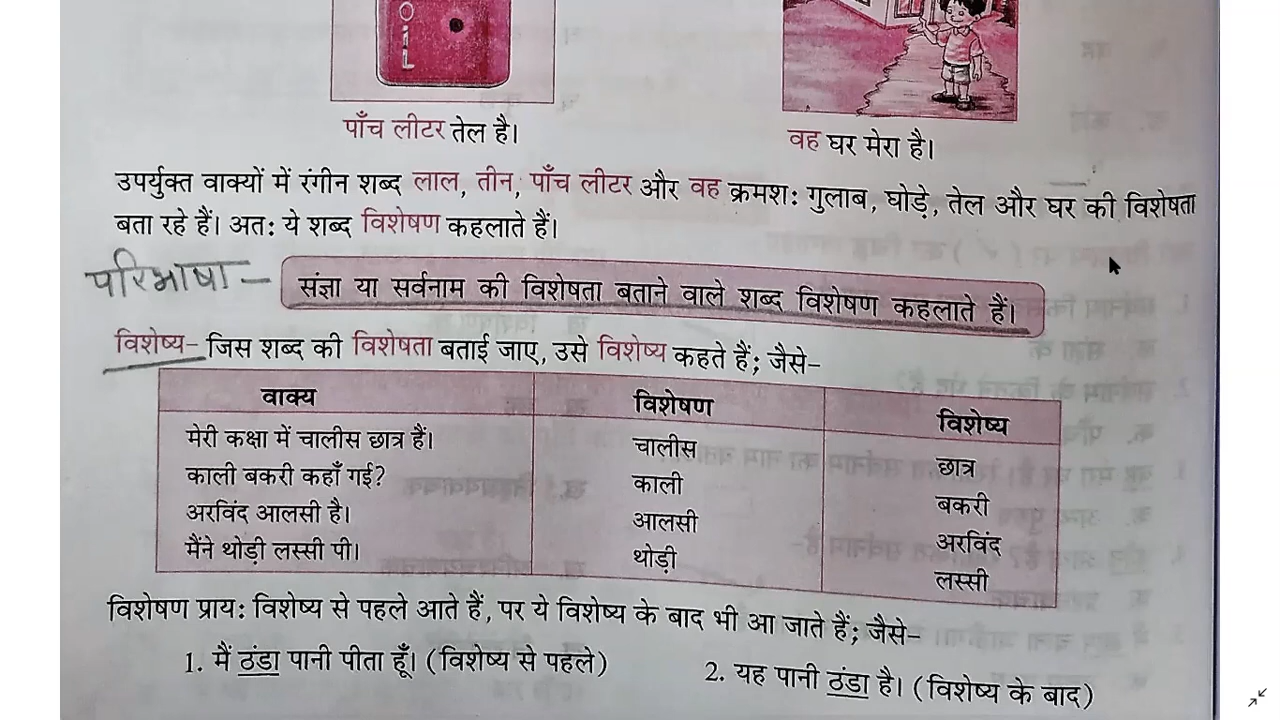 OIL
पाँच लीटर तेल है।
वह घर मेरा है।
उपर्युक्त वाक्यों में रंगीन शब्द लाल, तीन, पाँच लीटर और वह क्रमशः गुलाब, घोड़े, तेल और घर की विशेषता
बता रहे हैं। अतः ये शब्द विशेषण कहलाते हैं।
परिभाषा –
संज्ञा या सर्वनाम की विशेषता बताने वाले शब्द विशेषण कहलाते हैं।
विशेष्य– जिस शब्द की विशेषता बताई जाए, उसे विशेष्य कहते हैं; जैसे–
वाक्य विशेषण विशेष्य
मेरी कक्षा में चालीस छात्र हैं। चालीस छात्र
काली बकरी कहाँ गई? काली बकरी
अरविंद आलसी है। आलसी अरविंद
मैंने थोड़ी लस्सी पी। थोड़ी लस्सी
विशेषण प्रायः विशेष्य से पहले आते हैं, पर ये विशेष्य के बाद भी आ जाते हैं; जैसे–
1. मैं ठंडा पानी पीता हूँ। (विशेष्य से पहले)
2. यह पानी ठंडा है। (विशेष्य के बाद)